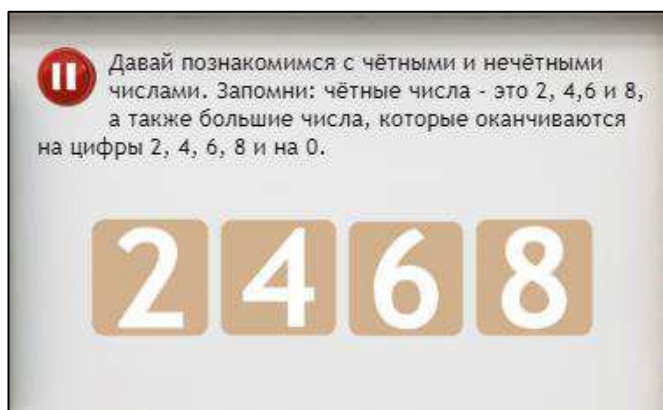 Давай познакомимся с чётными и нечётными
числами. Запомни: чётные числа - это 2, 4,6 и 8,
а также большие числа, которые оканчиваются
на цифры 2, 4, 6, 8 и на 0.
2 4 6 8